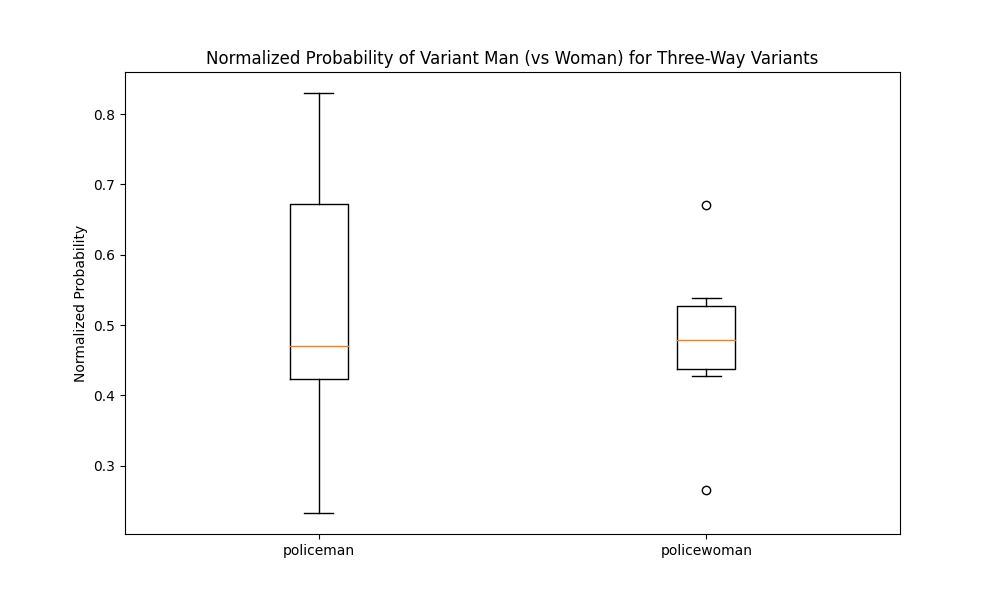 Normalized Probability of Variant Man (vs Woman) for Three-Way Variants
Normalized Probability
0.8
0.7
0.6
0.5
0.4
0.3
policeman
policewoman